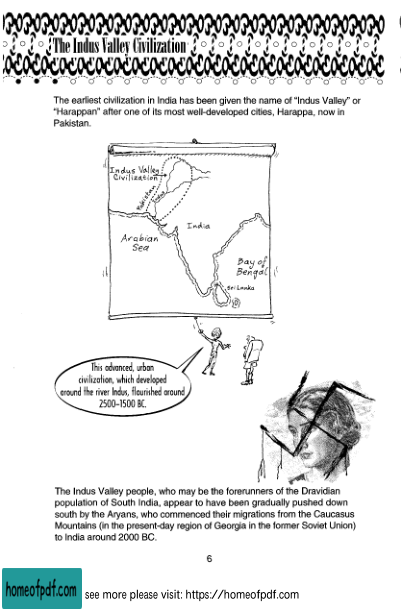 The Indus Valley Civilization
The earliest civilization in India has been given the name of “Indus Valley” or
“Harappan” after one of its most well-developed cities, Harappa, now in
Pakistan.
Indus Valley
Civilization
Pakistan
Indus
India
Arabian
Sea
Bay of
Bengal
Sri Lanka
This advanced, urban
civilization, which developed
around the river Indus, flourished around
2500–1500 BC.
The Indus Valley people, who may be the forerunners of the Dravidian
population of South India, appear to have been gradually pushed down
south by the Aryans, who commenced their migrations from the Caucasus
Mountains (in the present-day region of Georgia in the former Soviet Union)
to India around 2000 BC.
6
homeofpdf.com
see more please visit: https://homeofpdf.com